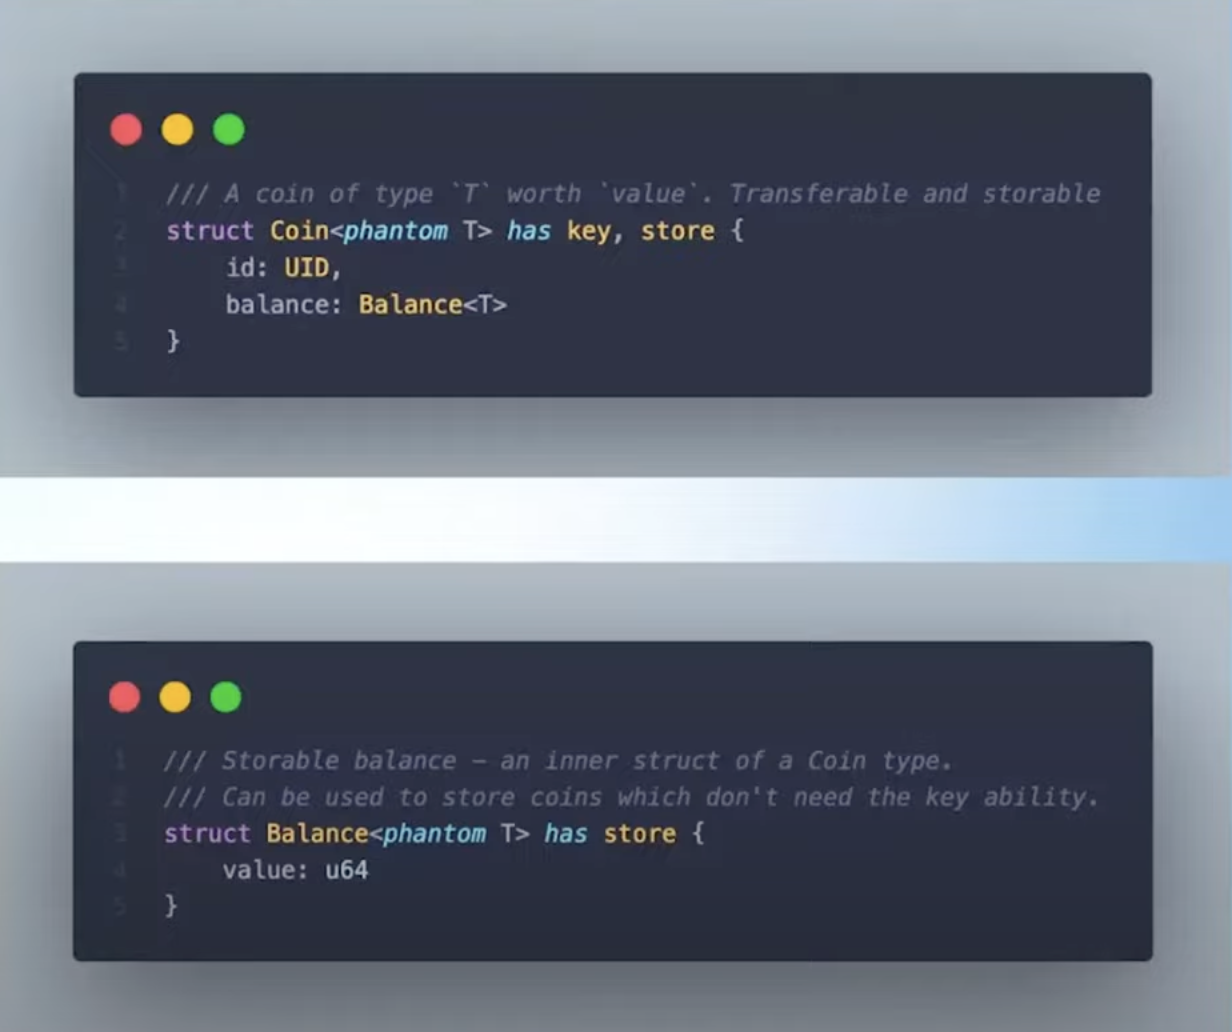 1 /// A coin of type `T` worth `value`. Transferable and storable
2 struct Coin<phantom T> has key, store {
3 id: UID,
4 balance: Balance<T>
5 }
1 /// Storable balance – an inner struct of a Coin type.
2 /// Can be used to store coins which don't need the key ability.
3 struct Balance<phantom T> has store {
4 value: u64
5 }